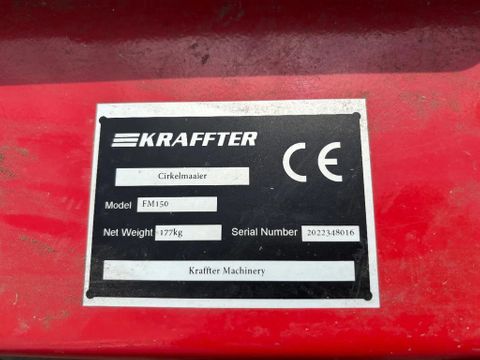 KRAFFTER
CE
Cirkelmaaier
Model FM150
Net Weight 177kg Serial Number 2022348016
Kraffter Machinery